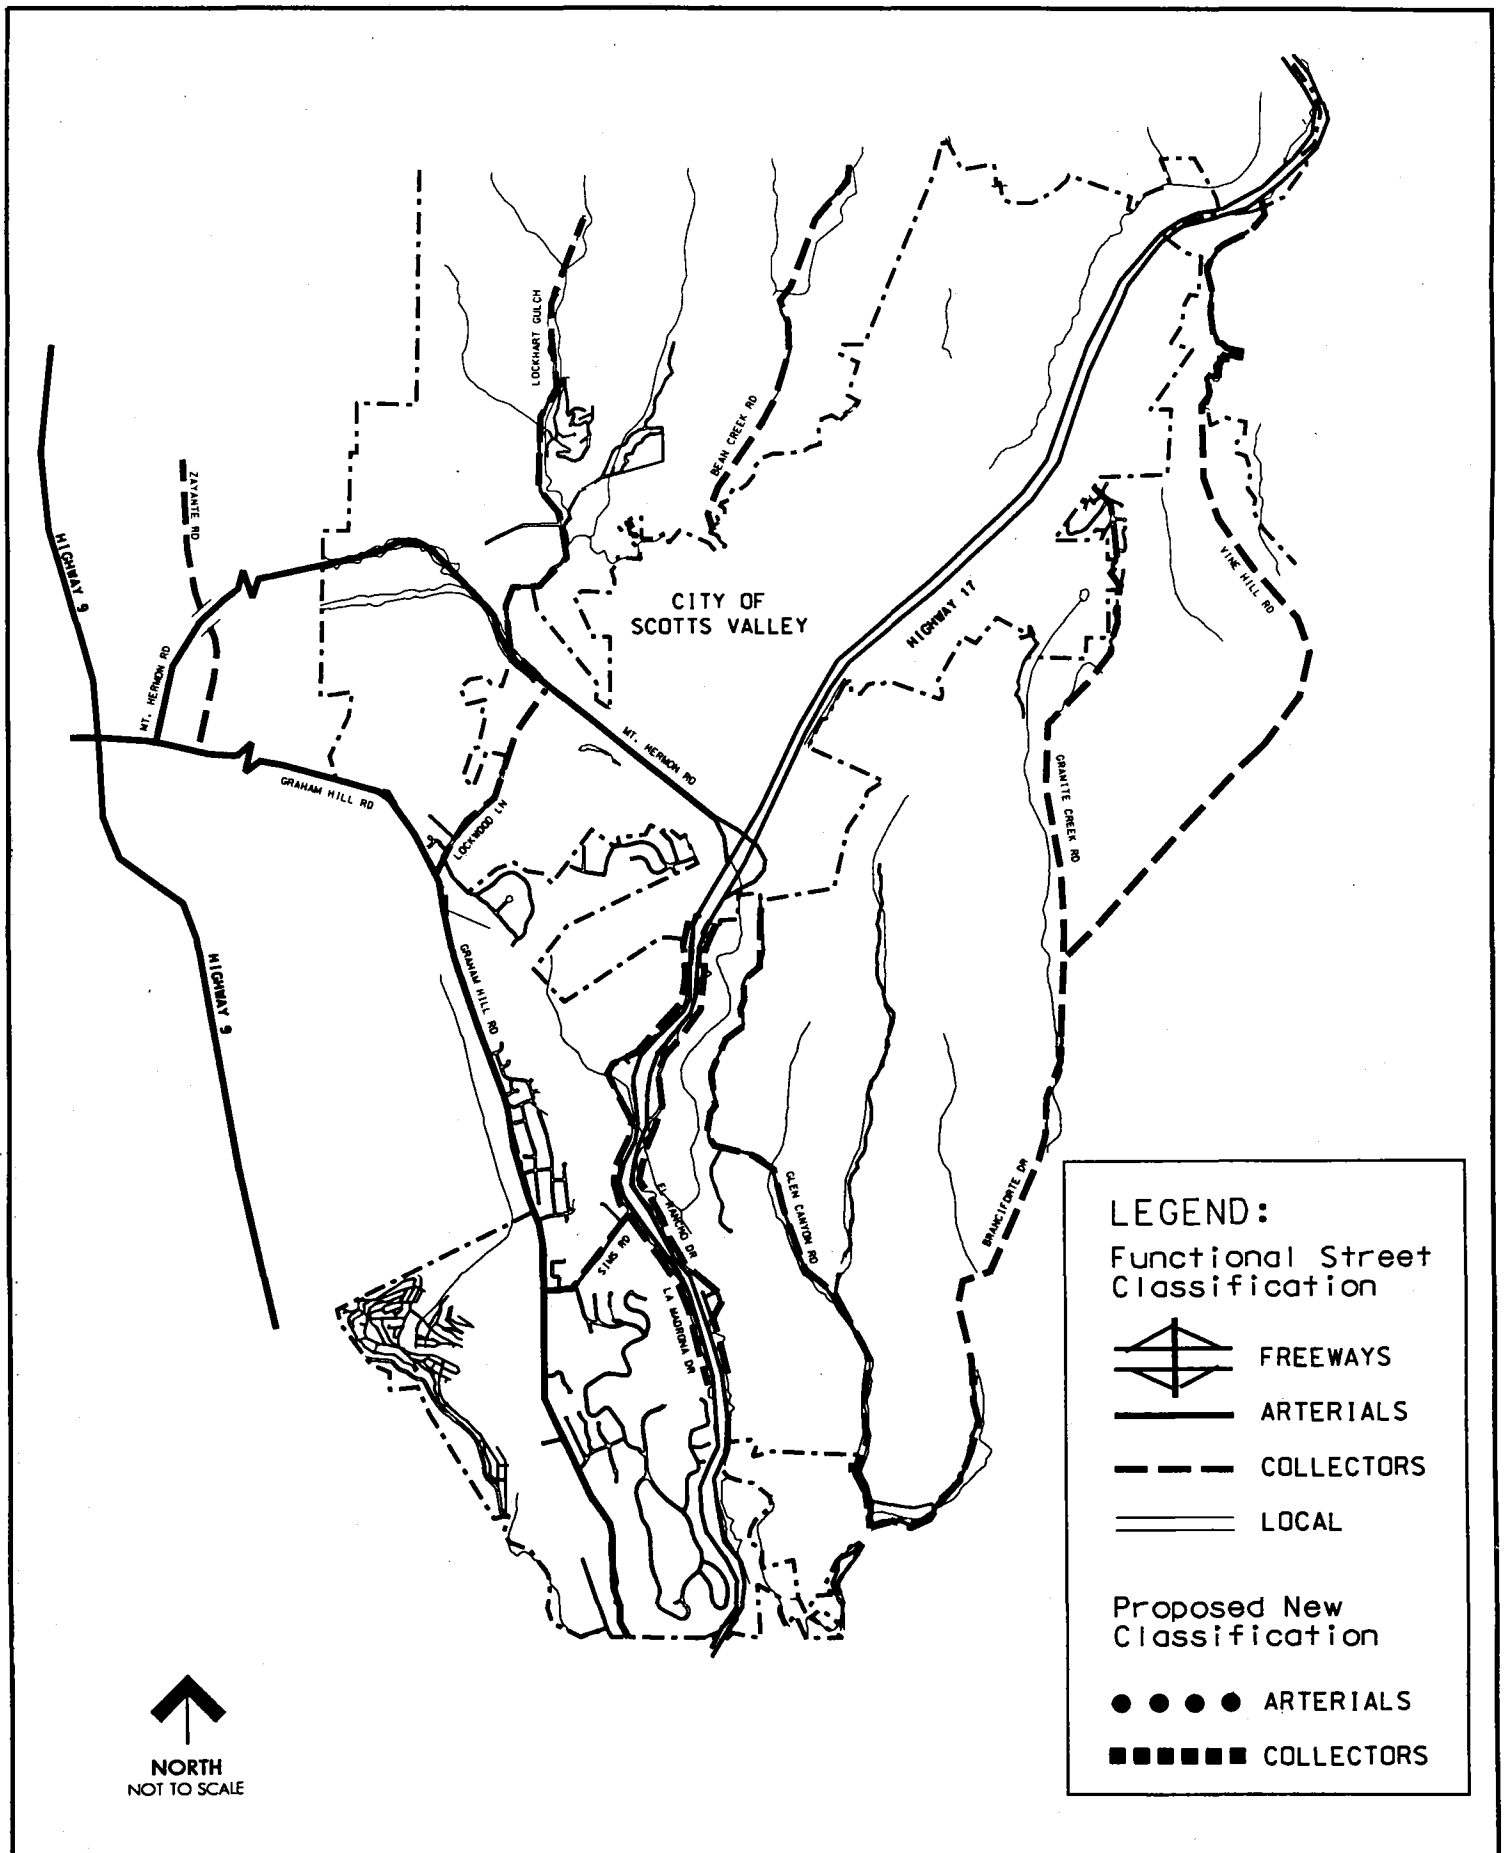 LOCKHART GULCH
BEAN CREEK RD
ZAYANTE RD
HIGHWAY 9
CITY OF
SCOTTS VALLEY
HIGHWAY 17
VINE HILL RD
MT. HERMON RD
MT. HERMON RD
GRAHAM HILL RD
LOCKWOOD LN
GRANITE CREEK RD
HIGHWAY 9
GRAHAM HILL RD
GLEN CANYON RD
BRANCIFORTE DR
EL RANCHO DR
SIMS RD
LA MADRONA DR
LEGEND:
Functional Street
Classification
FREEWAYS
ARTERIALS
COLLECTORS
LOCAL
Proposed New
Classification
ARTERIALS
COLLECTORS
NORTH
NOT TO SCALE